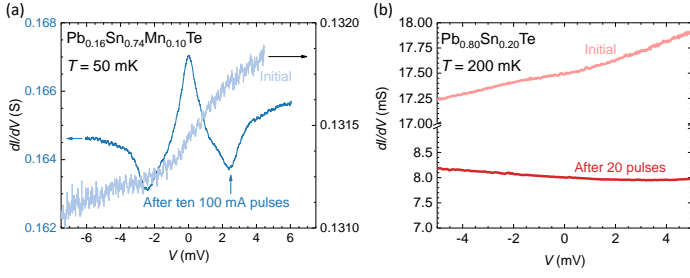 (a)
Pb0.16Sn0.74Mn0.10Te
T = 50 mK
Initial
After ten 100 mA pulses
0.168
0.166
0.164
0.162
dI/dV (S)
0.1320
0.1315
0.1310
-6 -4 -2 0 2 4 6
V (mV)
(b)
Pb0.80Sn0.20Te
T = 200 mK
Initial
After 20 pulses
18.00
17.75
17.50
17.25
17.00
8.5
8.0
7.5
7.0
dI/dV (mS)
-4 -2 0 2 4
V (mV)